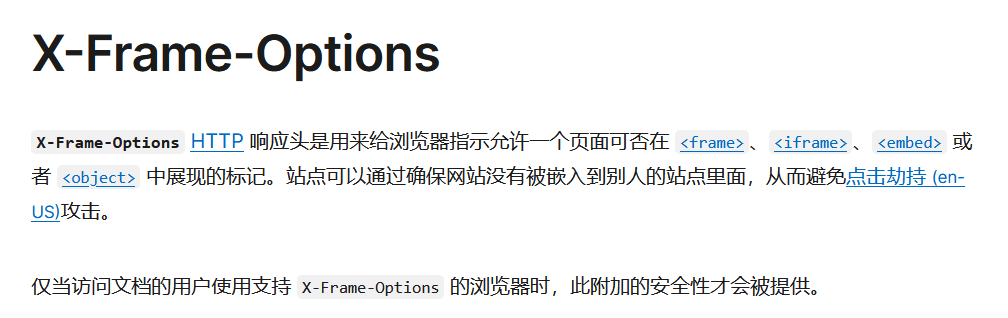 X-Frame-Options
X-Frame-Options HTTP 响应头是用来给浏览器指示允许一个页面可否在 <frame>、<iframe>、<embed> 或
者 <object> 中展现的标记。站点可以通过确保网站没有被嵌入到别人的站点里面，从而避免点击劫持 (en-
US)攻击。
仅当访问文档的用户使用支持 X-Frame-Options 的浏览器时，此附加的安全性才会被提供。